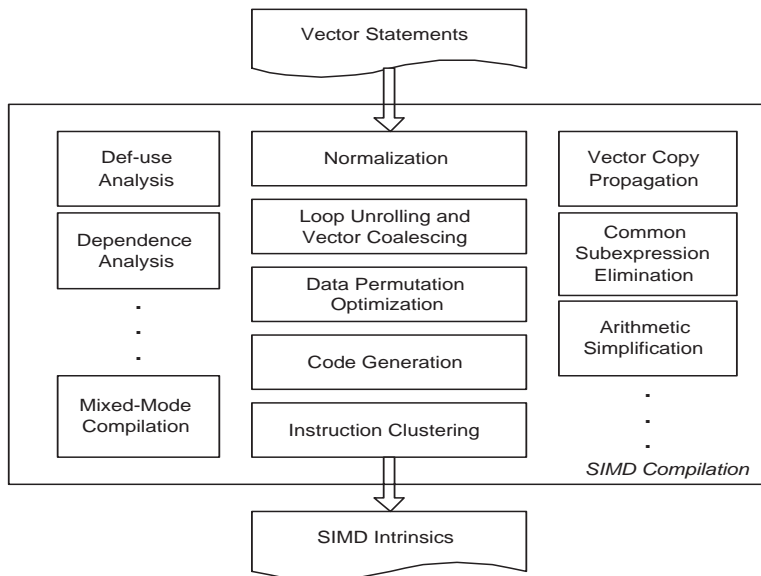 Vector Statements
Def-use
Analysis
Dependence
Analysis
.
.
.
Mixed-Mode
Compilation
Normalization
Loop Unrolling and
Vector Coalescing
Data Permutation
Optimization
Code Generation
Instruction Clustering
Vector Copy
Propagation
Common
Subexpression
Elimination
Arithmetic
Simplification
.
.
.
SIMD Compilation
SIMD Intrinsics